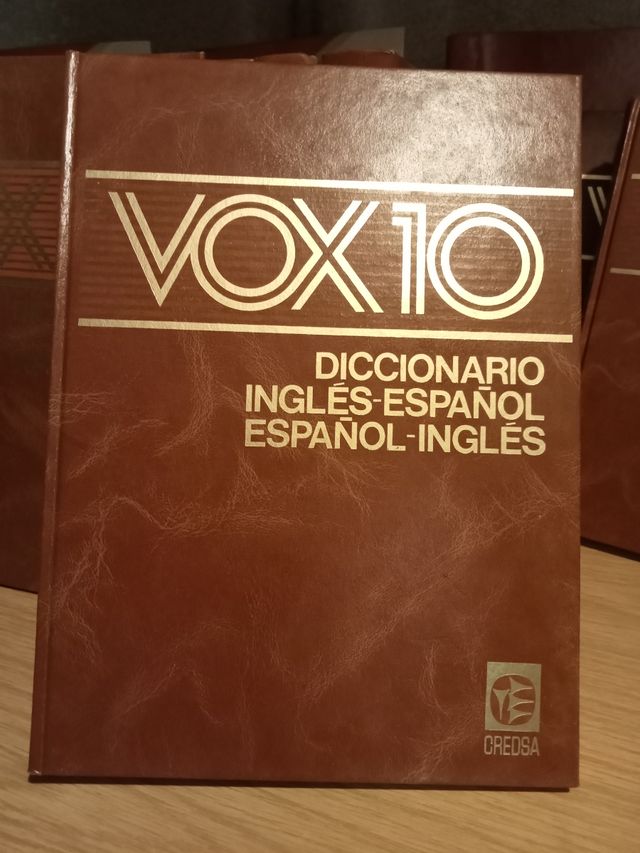 VOX10
DICCIONARIO
INGLÉS-ESPAÑOL
ESPAÑOL-INGLÉS
CREDSA